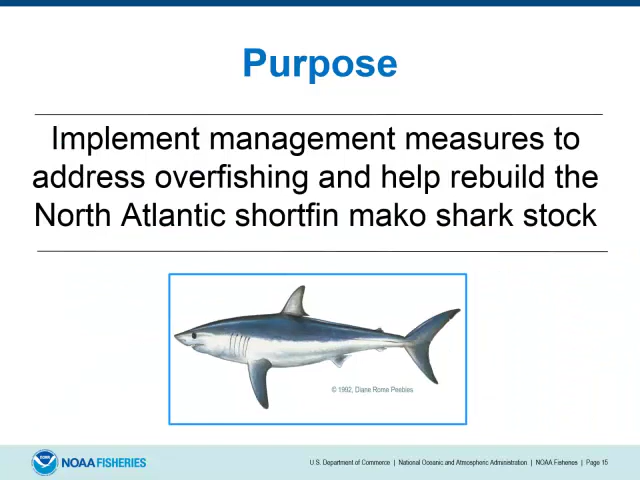 Purpose
Implement management measures to
address overfishing and help rebuild the
North Atlantic shortfin mako shark stock
© 1992, Diane Rome Peebles
NOAA FISHERIES
U.S. Department of Commerce | National Oceanic and Atmospheric Administration | NOAA Fisheries | Page 15